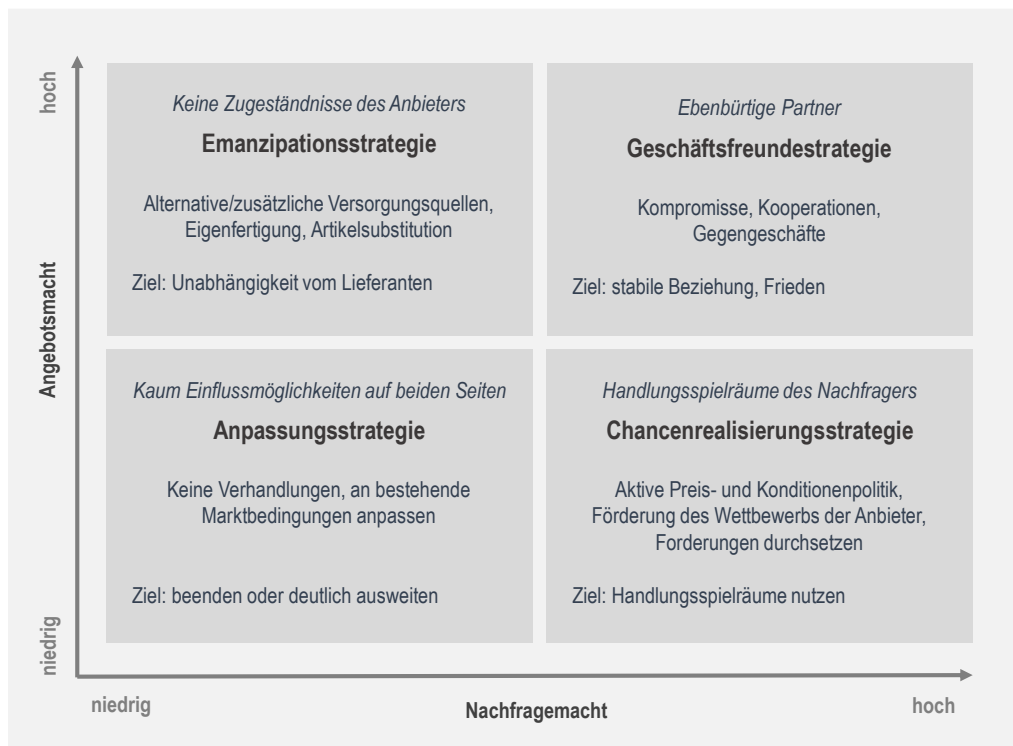 hoch
Keine Zugeständnisse des Anbieters
Emanzipationsstrategie
Alternative/zusätzliche Versorgungsquellen,
Eigenfertigung, Artikelsubstitution
Ziel: Unabhängigkeit vom Lieferanten
Ebenbürtige Partner
Geschäftsfreundestrategie
Kompromisse, Kooperationen,
Gegengeschäfte
Ziel: stabile Beziehung, Frieden
Angebotsmacht
Kaum Einflussmöglichkeiten auf beiden Seiten
Anpassungsstrategie
Keine Verhandlungen, an bestehende
Marktbedingungen anpassen
Ziel: beenden oder deutlich ausweiten
Handlungsspielräume des Nachfragers
Chancenrealisierungsstrategie
Aktive Preis- und Konditionenpolitik,
Förderung des Wettbewerbs der Anbieter,
Forderungen durchsetzen
Ziel: Handlungsspielräume nutzen
niedrig
niedrig
Nachfragemacht
hoch